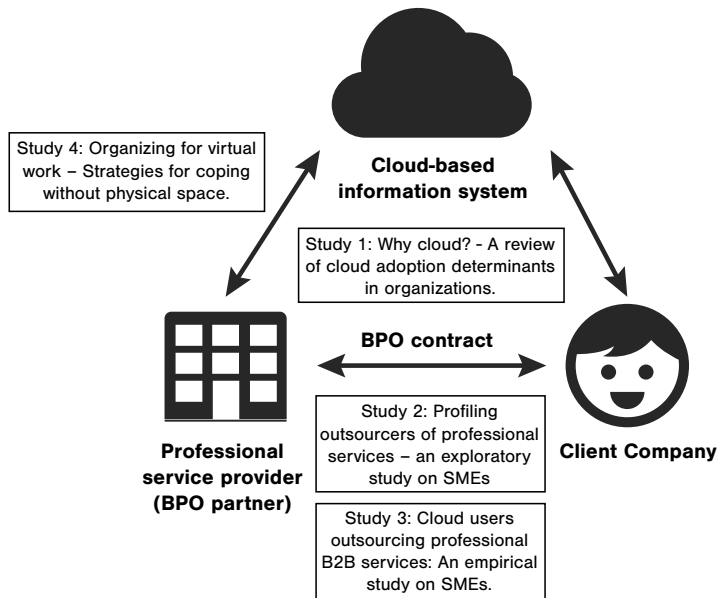 Study 4: Organizing for virtual
work – Strategies for coping
without physical space.
Cloud-based
information system
Study 1: Why cloud? - A review
of cloud adoption determinants
in organizations.
BPO contract
Study 2: Profiling
outsourcers of professional
services – an exploratory
study on SMEs
Professional
service provider
(BPO partner)
Client Company
Study 3: Cloud users
outsourcing professional
B2B services: An empirical
study on SMEs.